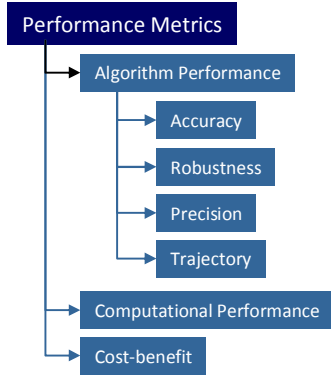 Performance Metrics
Algorithm Performance
Accuracy
Robustness
Precision
Trajectory
Computational Performance
Cost-benefit